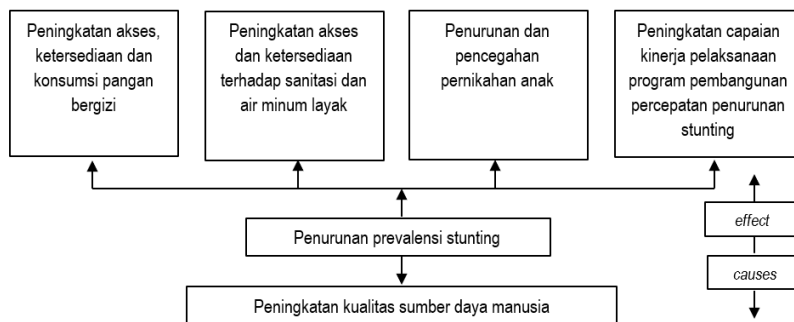 Peningkatan akses,
ketersediaan dan
konsumsi pangan
bergizi
Peningkatan akses
dan ketersediaan
terhadap sanitasi dan
air minum layak
Penurunan dan
pencegahan
pernikahan anak
Peningkatan capaian
kinerja pelaksanaan
program pembangunan
percepatan penurunan
stunting
effect
Penurunan prevalensi stunting
causes
Peningkatan kualitas sumber daya manusia